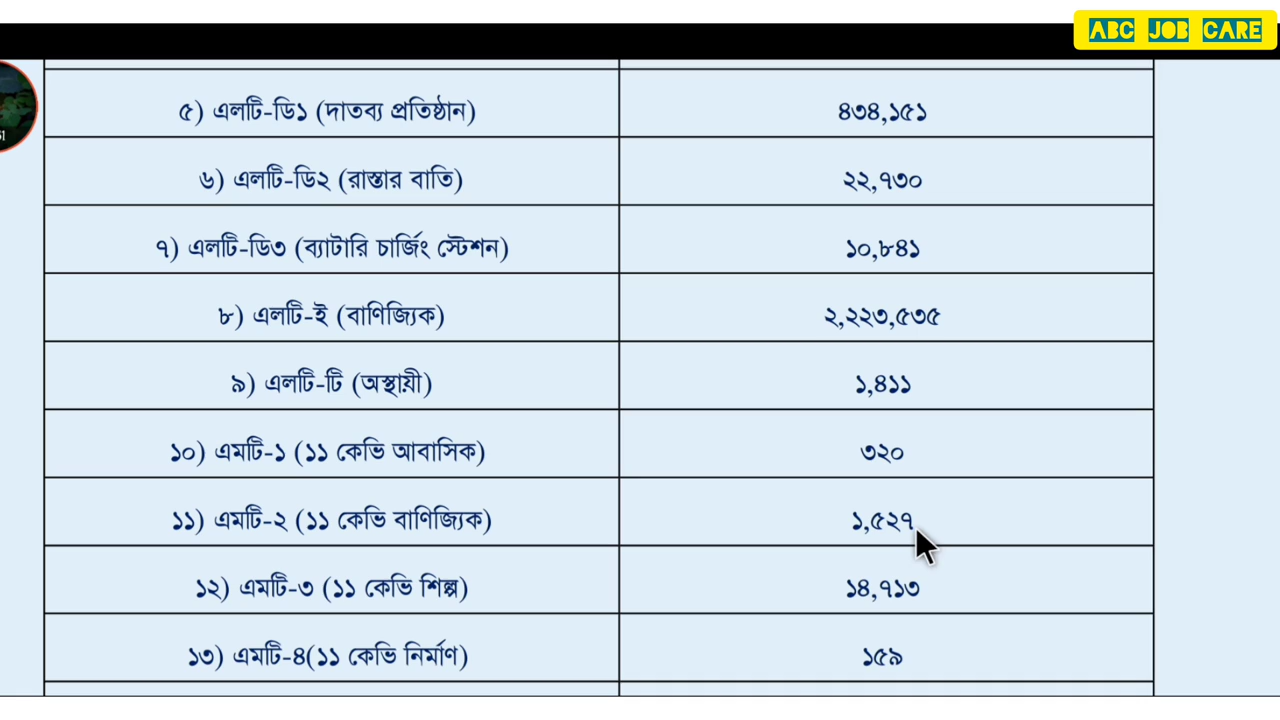 ABC JOB CARE
৫) এলটি-ডি১ (দাতব্য প্রতিষ্ঠান) ৪৩৪,১৫১
৬) এলটি-ডি২ (রাস্তার বাতি) ২২,৭৩০
৭) এলটি-ডি৩ (ব্যাটারি চার্জিং স্টেশন) ১০,৮৪১
৮) এলটি-ই (বাণিজ্যিক) ২,২২৩,৫৩৫
৯) এলটি-টি (অস্থায়ী) ১,৪১১
১০) এমটি-১ (১১ কেভি আবাসিক) ৩২০
১১) এমটি-২ (১১ কেভি বাণিজ্যিক) ১,৫২৭
১২) এমটি-৩ (১১ কেভি শিল্প) ১৪,৭১৩
১৩) এমটি-৪(১১ কেভি নির্মাণ) ১৫৯